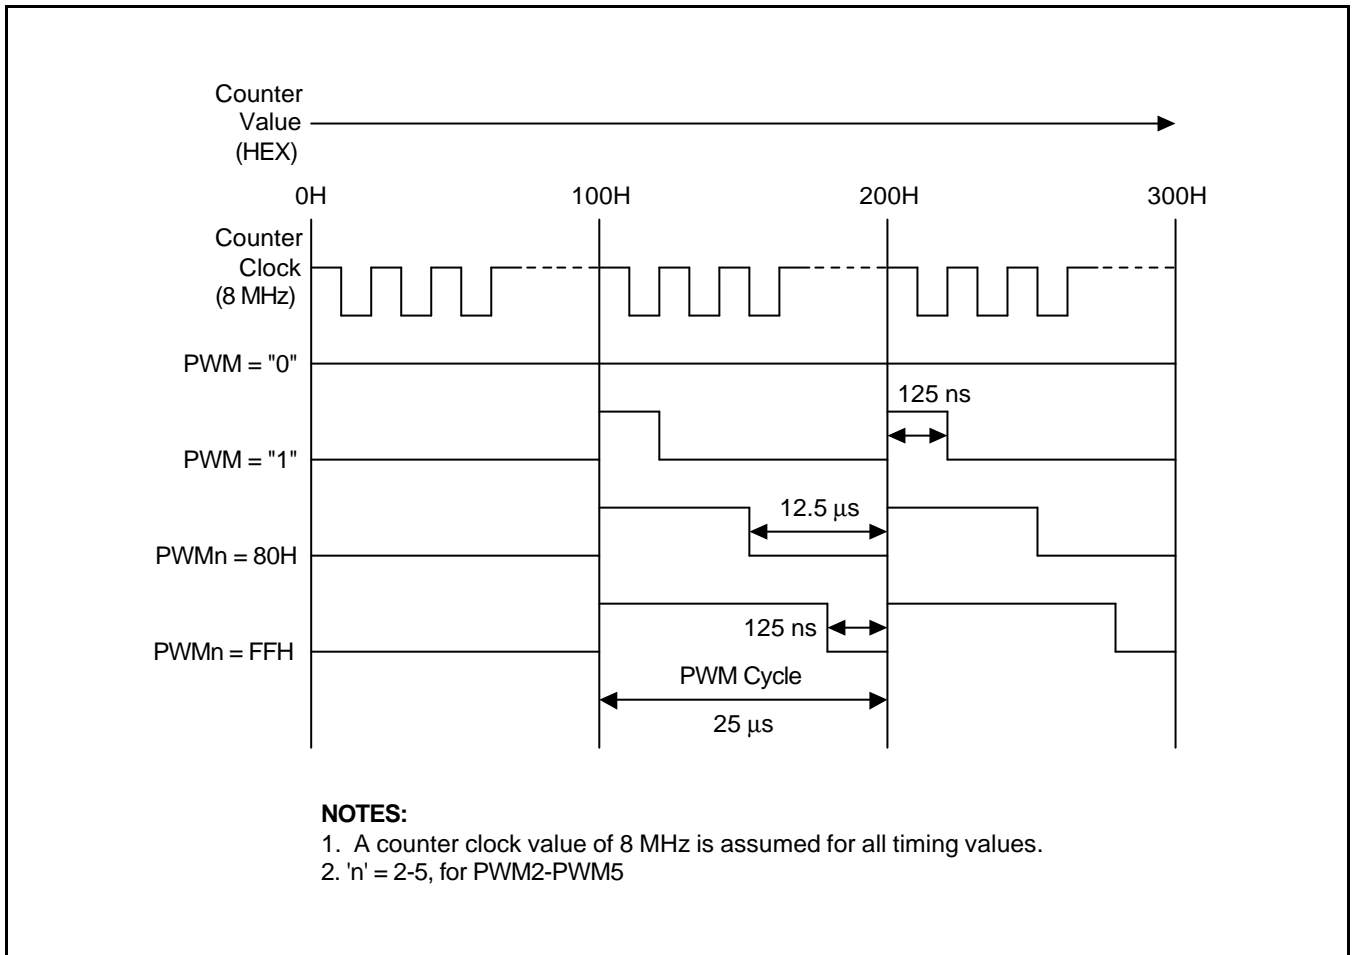 Counter
Value
(HEX)
0H 100H 200H 300H
Counter
Clock
(8 MHz)
PWM = "0"
125 ns
PWM = "1"
12.5 μs
PWMn = 80H
125 ns
PWMn = FFH
PWM Cycle
25 μs
NOTES:
1. A counter clock value of 8 MHz is assumed for all timing values.
2. 'n' = 2-5, for PWM2-PWM5